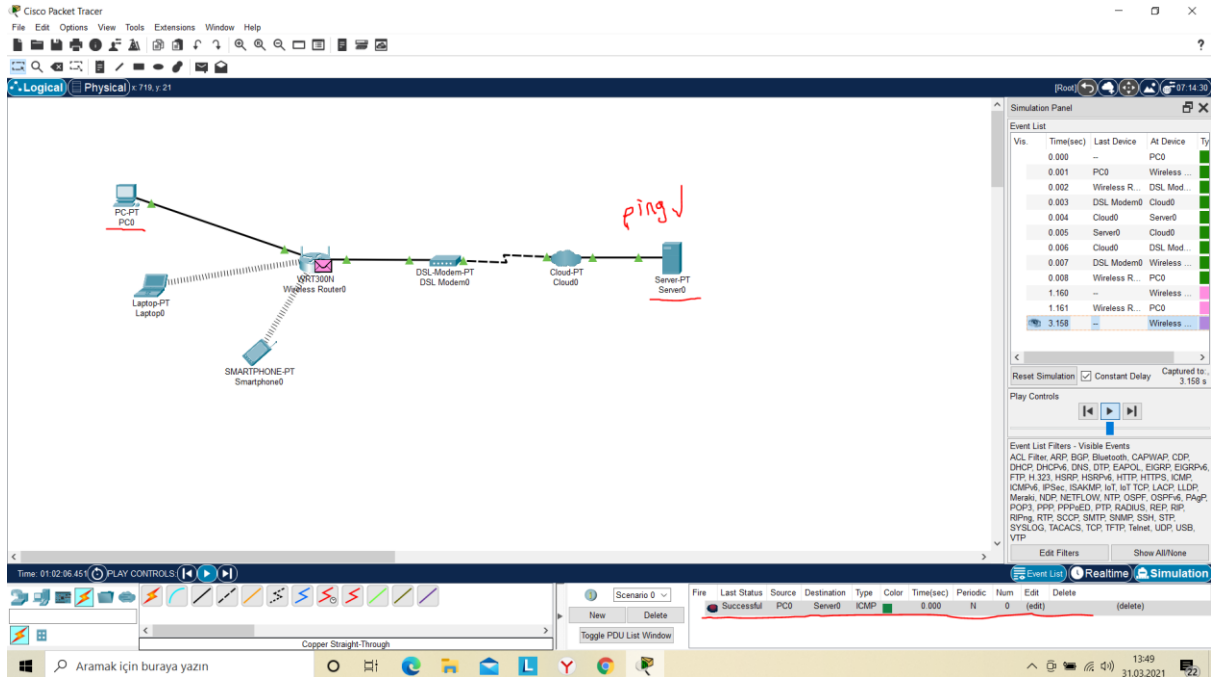 Cisco Packet Tracer
File Edit Options View Tools Extensions Window Help
?
Logical Physical x: 719, y: 21
[Root] 07:14:30
Simulation Panel
Event List
Vis. Time(sec) Last Device At Device Ty
0.000 -- PC0
0.001 PC0 Wireless ...
0.002 Wireless R... DSL Mod...
0.003 DSL Modem0 Cloud0
0.004 Cloud0 Server0
0.005 Server0 Cloud0
0.006 Cloud0 DSL Mod...
0.007 DSL Modem0 Wireless ...
0.008 Wireless R... PC0
1.160 -- Wireless ...
1.161 Wireless R... PC0
3.158 -- Wireless ...
Reset Simulation Constant Delay Captured to:
3.158 s
Play Controls
Event List Filters - Visible Events
ACL Filter, ARP, BGP, Bluetooth, CAPWAP, CDP,
DHCP, DHCPv6, DNS, DTP, EAPOL, EIGRP, EIGRPv6,
FTP, H.323, HSRP, HSRPv6, HTTP, HTTPS, ICMP,
ICMPv6, IPSec, ISAKMP, IoT, IoT TCP, LACP, LLDP,
Meraki, NDP, NETFLOW, NTP, OSPF, OSPFv6, PAgP,
POP3, PPP, PPPoED, PTP, RADIUS, REP, RIP,
RIPng, RTP, SCCP, SMTP, SNMP, SSH, STP,
SYSLOG, TACACS, TCP, TFTP, Telnet, UDP, USB,
VTP
Edit Filters Show All/None
ping
PC-PT
PC0
Laptop-PT
Laptop0
WRT300N
Wireless Router0
SMARTPHONE-PT
Smartphone0
DSL-Modem-PT
DSL Modem0
Cloud-PT
Cloud0
Server-PT
Server0
Time: 01:02:06.451 PLAY CONTROLS:
Event List Realtime Simulation
Scenario 0
New Delete
Toggle PDU List Window
Fire Last Status Source Destination Type Color Time(sec) Periodic Num Edit Delete
Successful PC0 Server0 ICMP 0.000 N 0 (edit) (delete)
Copper Straight-Through
Aramak için buraya yazın
13:49
31.03.2021
22